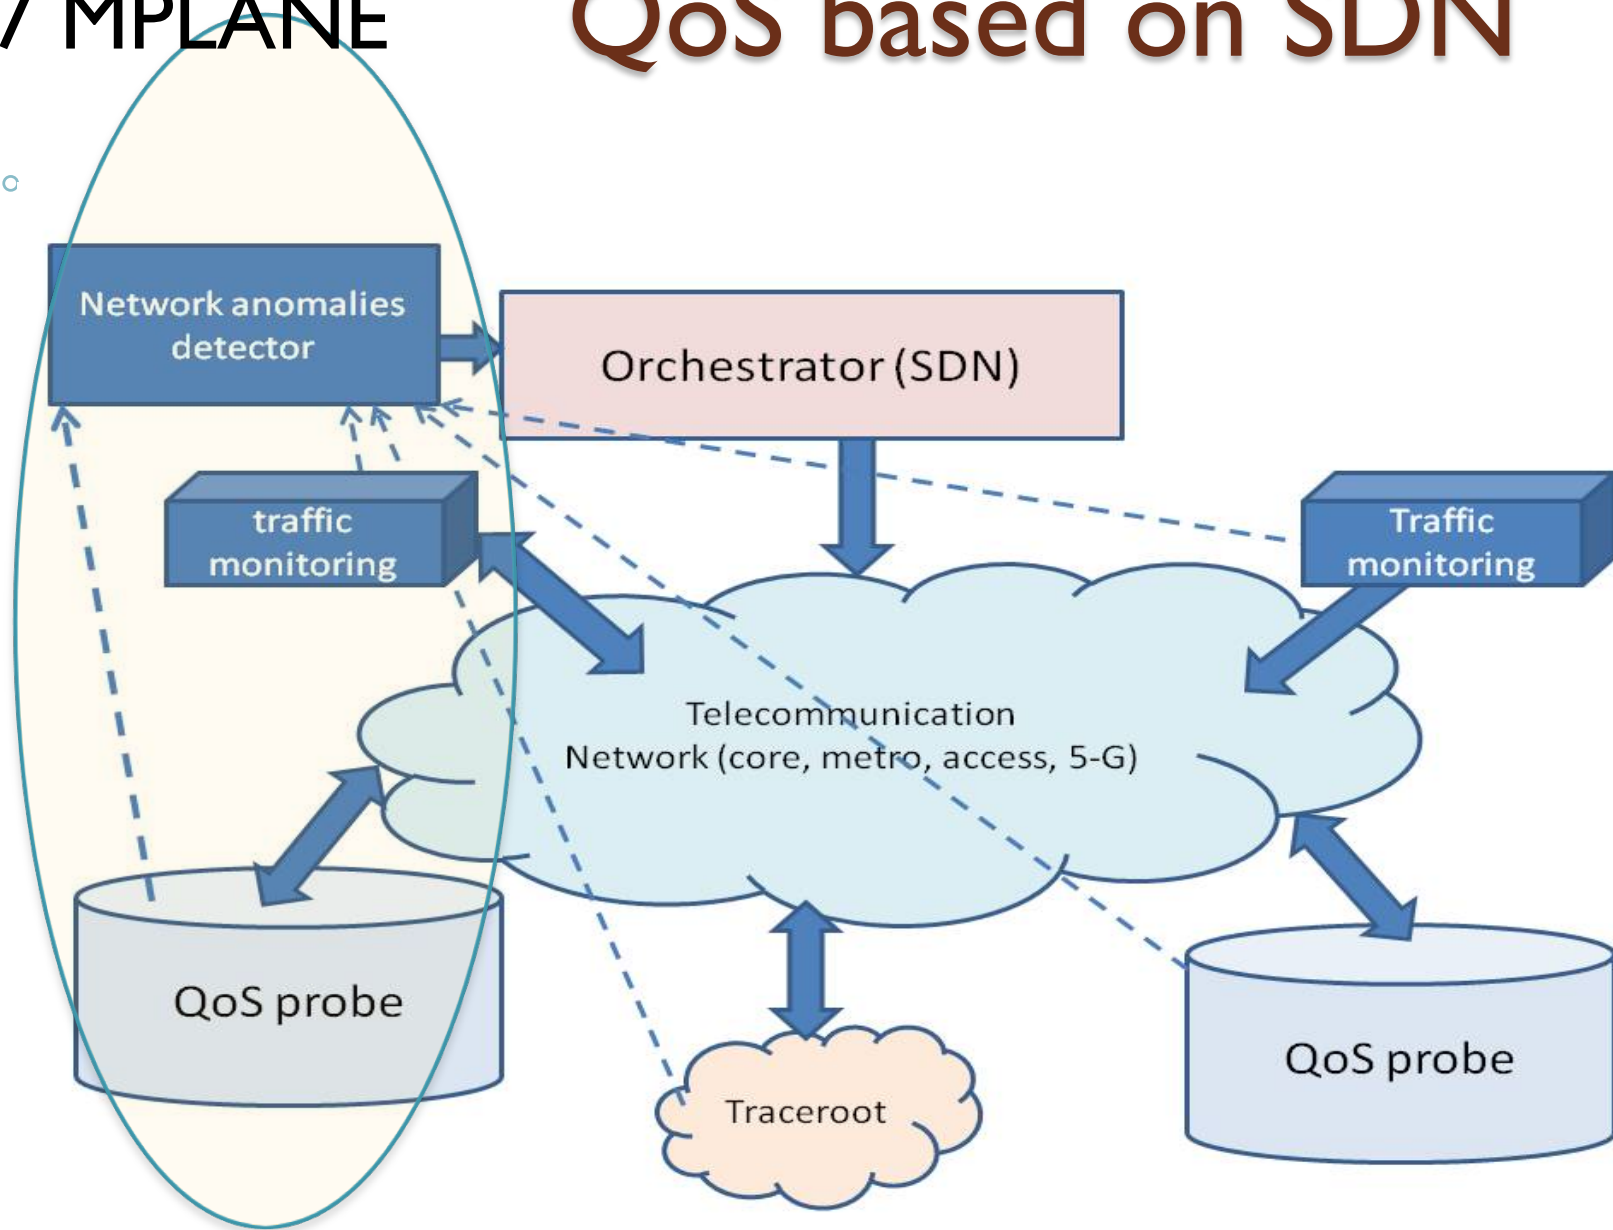 / MPLANE
QoS based on SDN
Network anomalies
detector
Orchestrator (SDN)
traffic
monitoring
Traffic
monitoring
Telecommunication
Network (core, metro, access, 5-G)
QoS probe
QoS probe
Traceroot